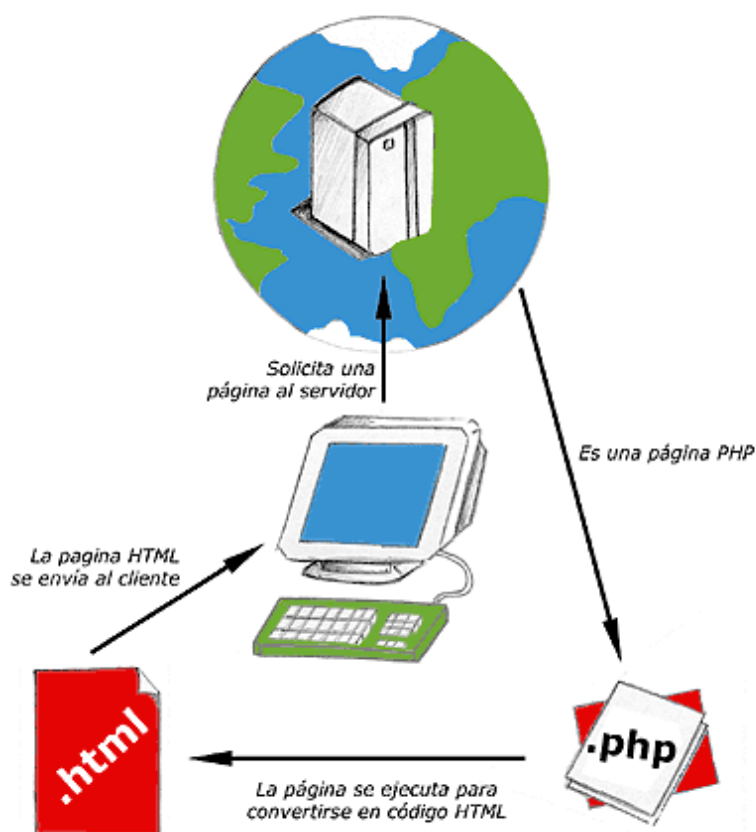 Solicita una
página al servidor
Es una página PHP
La pagina HTML
se envía al cliente
.html
.php
La página se ejecuta para
convertirse en código HTML